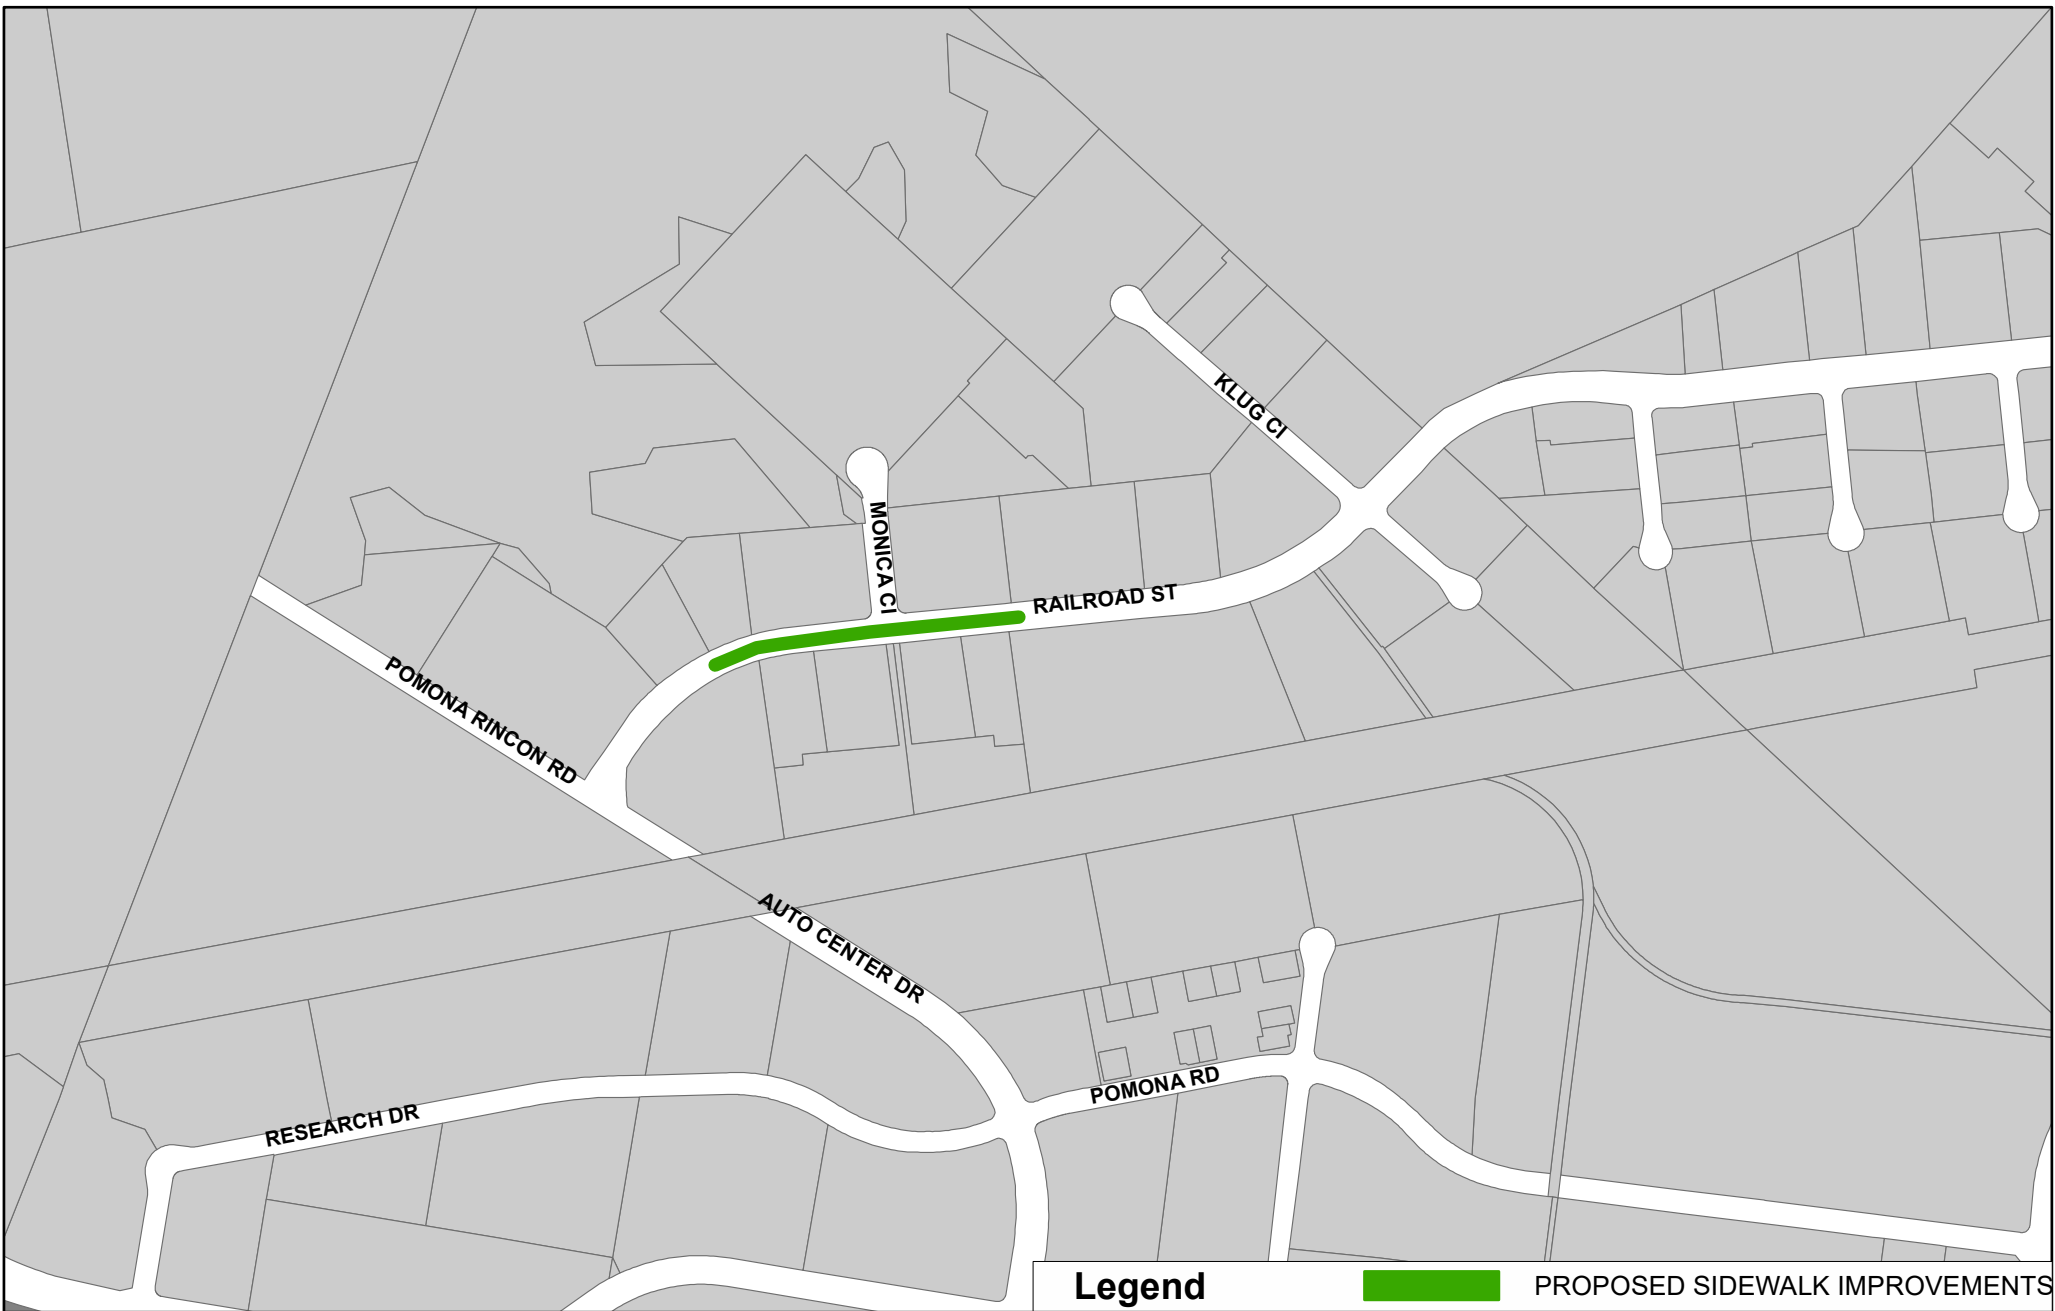 KLUG CI
MONICA CI
RAILROAD ST
POMONA RINCON RD
AUTO CENTER DR
POMONA RD
RESEARCH DR
Legend
PROPOSED SIDEWALK IMPROVEMENTS